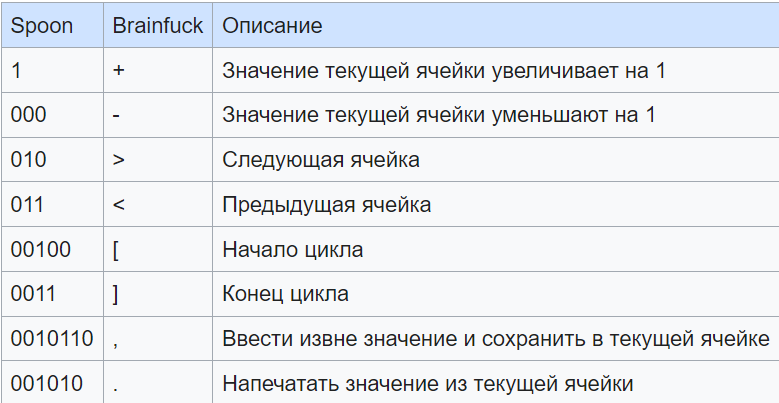 Spoon Brainfuck Описание
1 + Значение текущей ячейки увеличивает на 1
000 - Значение текущей ячейки уменьшают на 1
010 > Следующая ячейка
011 < Предыдущая ячейка
00100 [ Начало цикла
0011 ] Конец цикла
0010110 , Ввести извне значение и сохранить в текущей ячейке
001010 . Напечатать значение из текущей ячейки